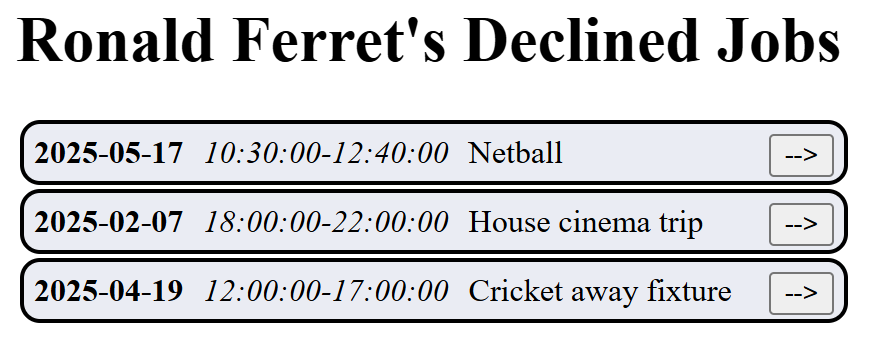 Ronald Ferret's Declined Jobs
2025-05-17 10:30:00-12:40:00 Netball -->
2025-02-07 18:00:00-22:00:00 House cinema trip -->
2025-04-19 12:00:00-17:00:00 Cricket away fixture -->